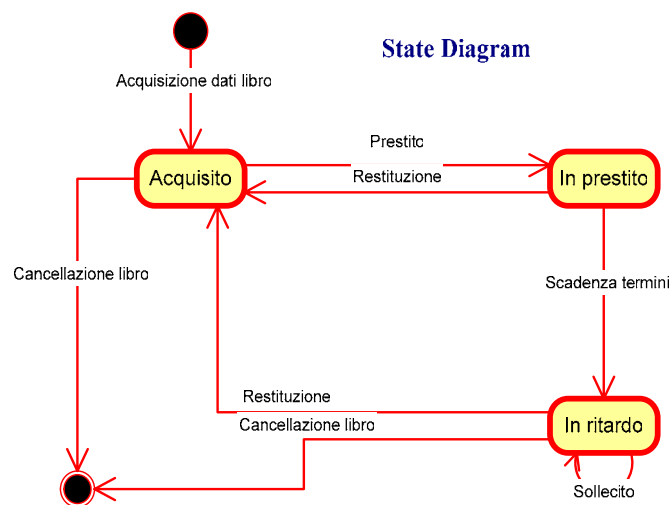 State Diagram
Acquisizione dati libro
Prestito
Acquisito
Restituzione
In prestito
Cancellazione libro
Scadenza termini
Restituzione
Cancellazione libro
In ritardo
Sollecito